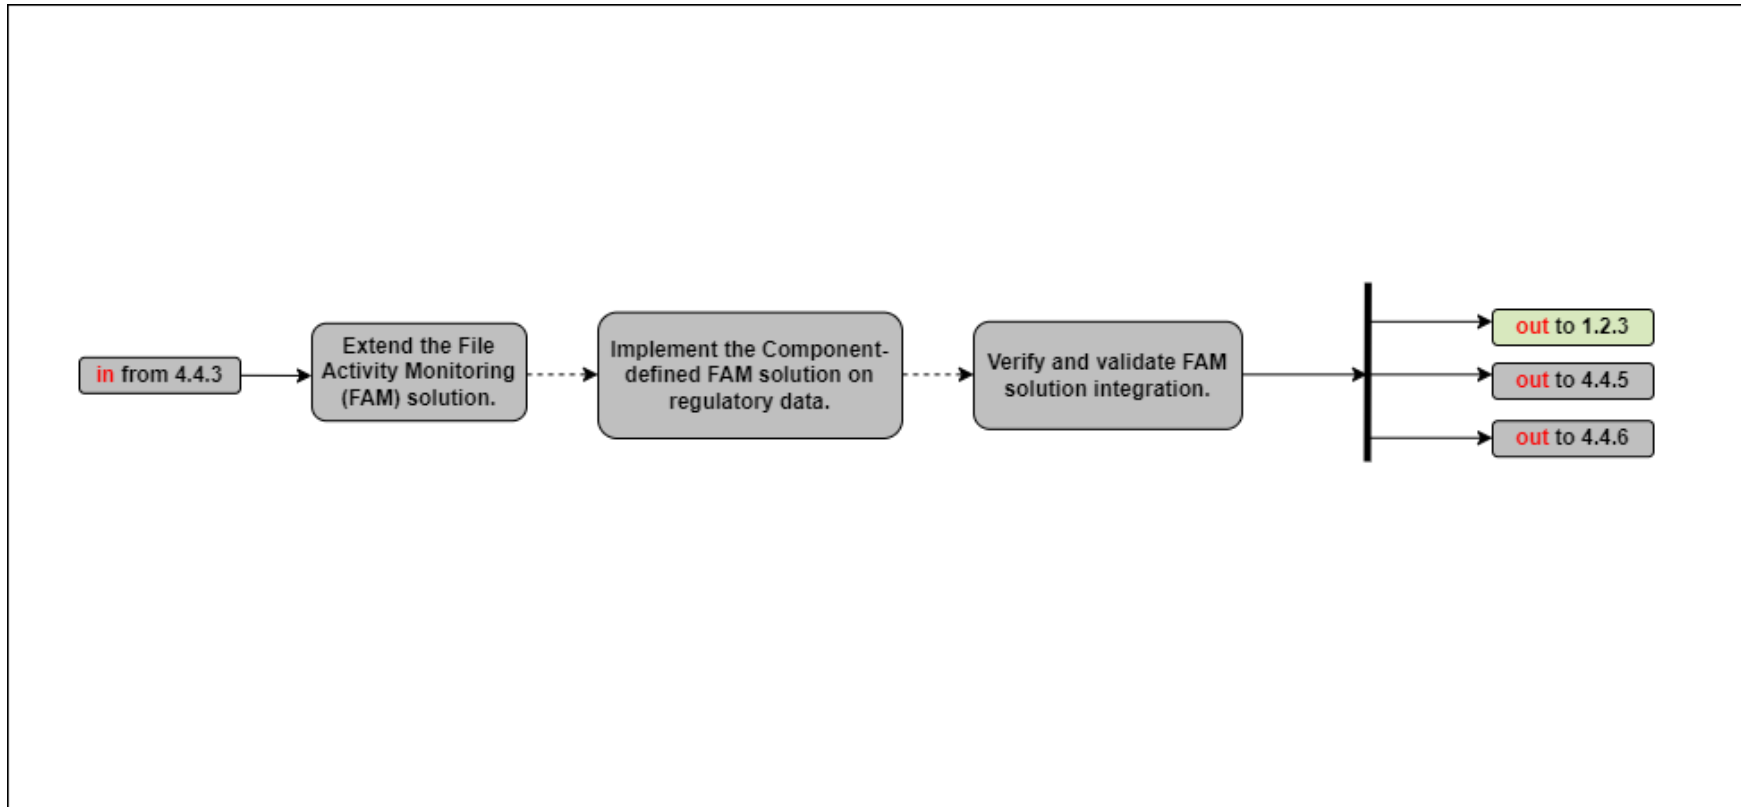 in from 4.4.3
Extend the File
Activity Monitoring
(FAM) solution.
Implement the Component-
defined FAM solution on
regulatory data.
Verify and validate FAM
solution integration.
out to 1.2.3
out to 4.4.5
out to 4.4.6